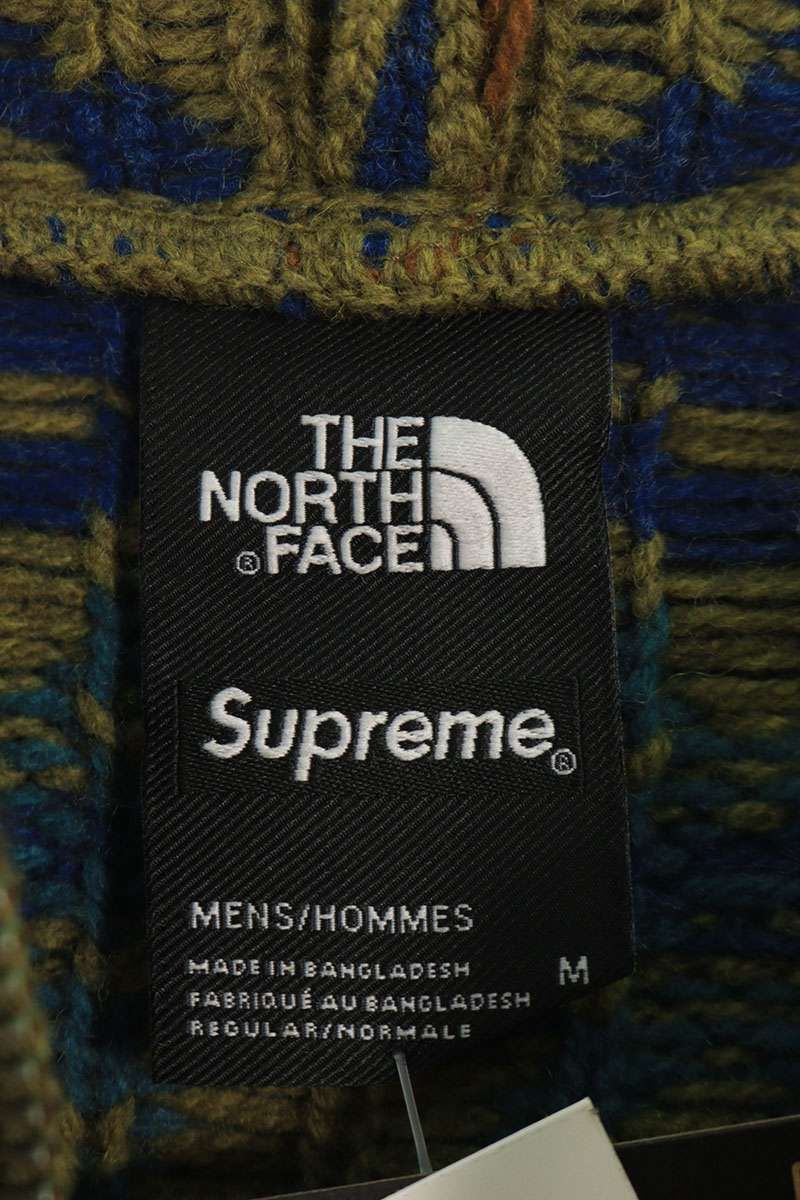 THE
NORTH
® FACE
Supreme®
MENS/HOMMES
MADE IN BANGLADESH M
FABRIQUÉ AU BANGLADESH
REGULAR/NORMALE